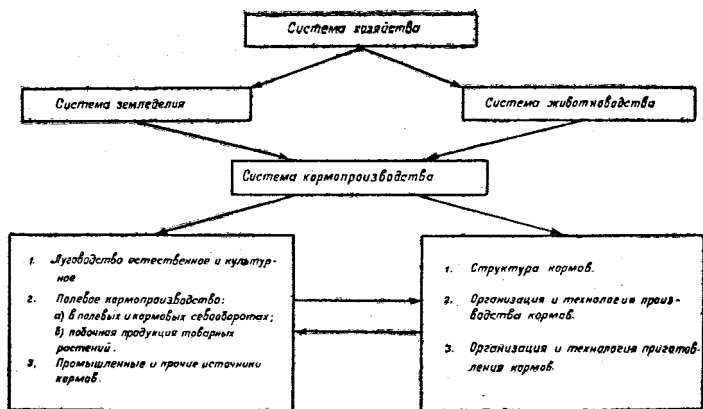 Система хозяйства
Система земледелия
Система животноводства
Система кормопроизводства
1. Луговодство естественное и культур-
ное
2. Полевое кормопроизводство:
а) в полевых и кормовых севооборотах;
б) побочная продукция товарных
растений.
3. Промышленные и прочие источники
кормов.
1. Структура кормов.
2. Организация и технология произ-
водства кормов.
3. Организация и технология приготов-
ления кормов.